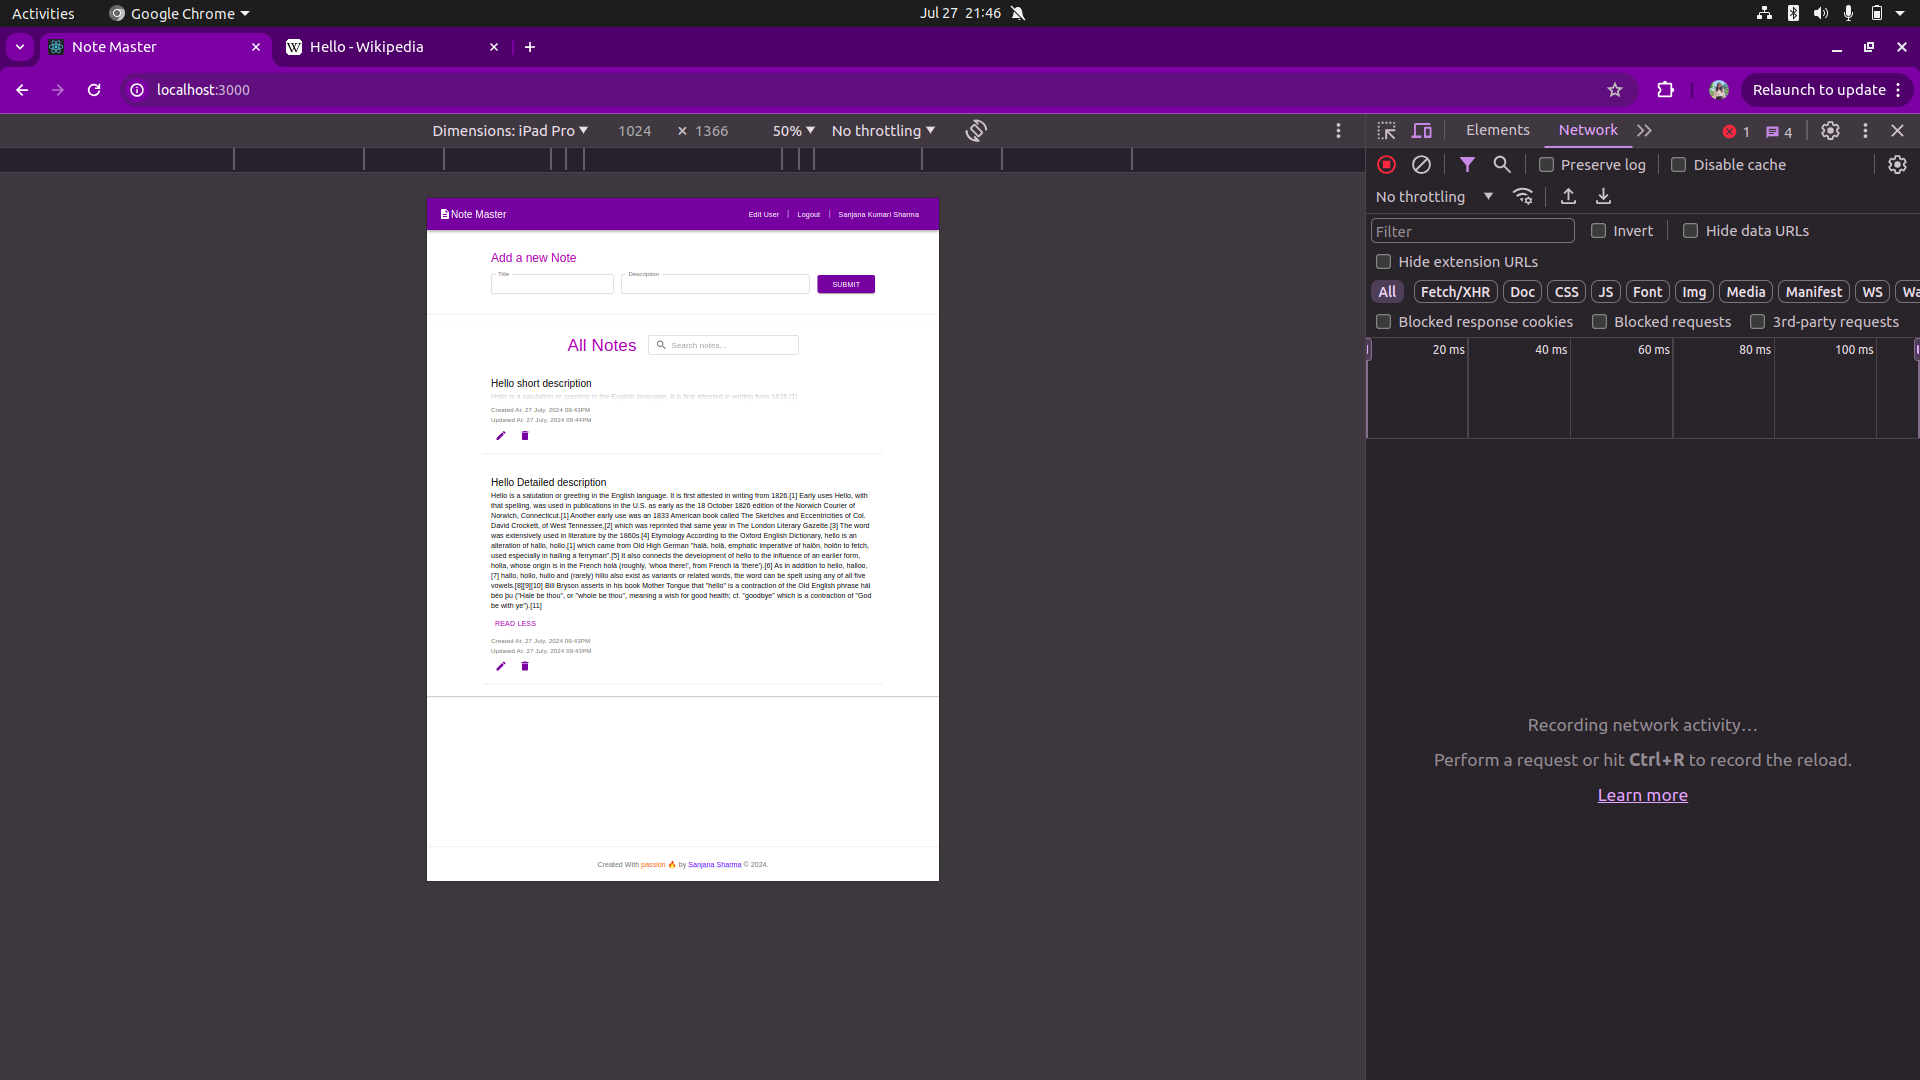 Activities
Google Chrome
Jul 27 21:46
Note Master
Hello - Wikipedia
localhost:3000
Relaunch to update
Dimensions: iPad Pro
1024 × 1366
50%
No throttling
Elements
Network
1
4
Preserve log
Disable cache
No throttling
Filter
Invert
Hide data URLs
Hide extension URLs
All
Fetch/XHR
Doc
CSS
JS
Font
Img
Media
Manifest
WS
Wa
Blocked response cookies
Blocked requests
3rd-party requests
20 ms
40 ms
60 ms
80 ms
100 ms
Recording network activity…
Perform a request or hit Ctrl+R to record the reload.
Learn more
Note Master
Edit User
Logout
Sanjana Kumari Sharma
Add a new Note
Title
Description
SUBMIT
All Notes
Search notes...
Hello short description
Hello is a salutation or greeting in the English language. It is first attested in writing from 1826.[1]
Created At: 27 July, 2024 09:43PM
Updated At: 27 July, 2024 09:44PM
Hello Detailed description
Hello is a salutation or greeting in the English language. It is first attested in writing from 1826.[1] Early uses Hello, with
that spelling, was used in publications in the U.S. as early as the 18 October 1826 edition of the Norwich Courier of
Norwich, Connecticut.[1] Another early use was an 1833 American book called The Sketches and Eccentricities of Col.
David Crockett, of West Tennessee,[2] which was reprinted that same year in The London Literary Gazette.[3] The word
was extensively used in literature by the 1860s.[4] Etymology According to the Oxford English Dictionary, hello is an
alteration of hallo, hollo,[1] which came from Old High German "halâ, holâ, emphatic imperative of halôn, holôn to fetch,
used especially in hailing a ferryman".[5] It also connects the development of hello to the influence of an earlier form,
holla, whose origin is in the French holà (roughly, 'whoa there!', from French là 'there').[6] As in addition to hello, halloo,
[7] hallo, hollo, hullo and (rarely) hillo also exist as variants or related words, the word can be spelt using any of all five
vowels.[8][9][10] Bill Bryson asserts in his book Mother Tongue that "hello" is a contraction of the Old English phrase hál
béo þu ("Hale be thou", or "whole be thou", meaning a wish for good health; cf. "goodbye" which is a contraction of "God
be with ye").[11]
READ LESS
Created At: 27 July, 2024 09:43PM
Updated At: 27 July, 2024 09:43PM
Created With passion 🔥 by Sanjana Sharma © 2024.